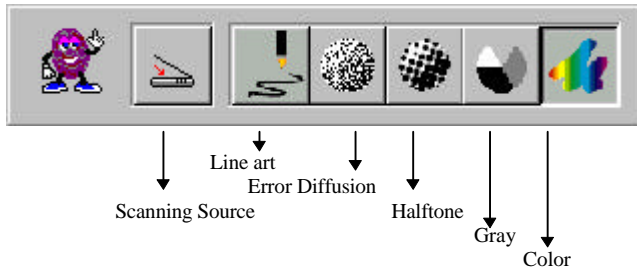 Line art
Error Diffusion
Scanning Source
Halftone
Gray
Color